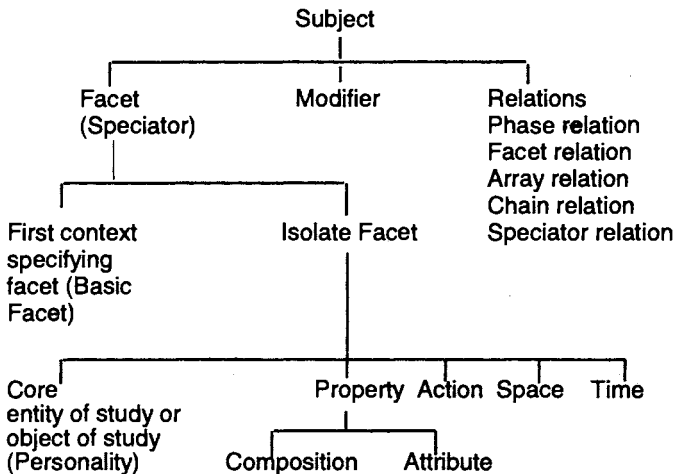 Subject
Facet
(Speciator)
Modifier
Relations
Phase relation
Facet relation
Array relation
Chain relation
Speciator relation
First context
specifying
facet (Basic
Facet)
Isolate Facet
Core
entity of study or
object of study
(Personality)
Property
Action
Space
Time
Composition
Attribute